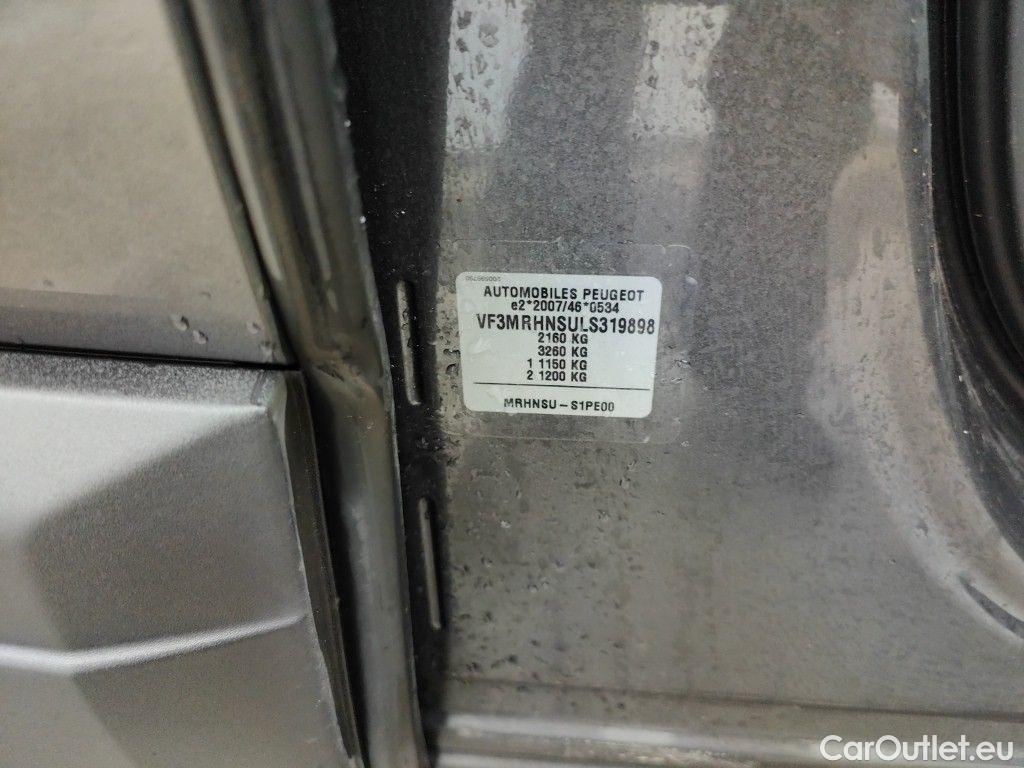 200599790
AUTOMOBILES PEUGEOT
e2*2007/46*0534
VF3MRHNSULS319898
2160 KG
3260 KG
1 1150 KG
2 1200 KG
MRHNSU-S1PE00
CarOutlet.eu